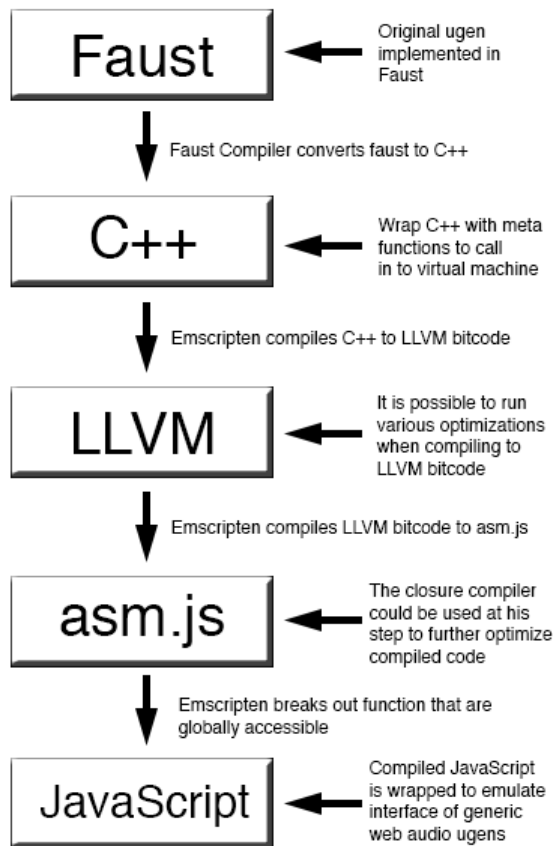 Faust
Original ugen
implemented in
Faust
Faust Compiler converts faust to C++
C++
Wrap C++ with meta
functions to call
in to virtual machine
Emscripten compiles C++ to LLVM bitcode
LLVM
It is possible to run
various optimizations
when compiling to
LLVM bitcode
Emscripten compiles LLVM bitcode to asm.js
asm.js
The closure compiler
could be used at his
step to further optimize
compiled code
Emscripten breaks out function that are
globally accessible
JavaScript
Compiled JavaScript
is wrapped to emulate
interface of generic
web audio ugens